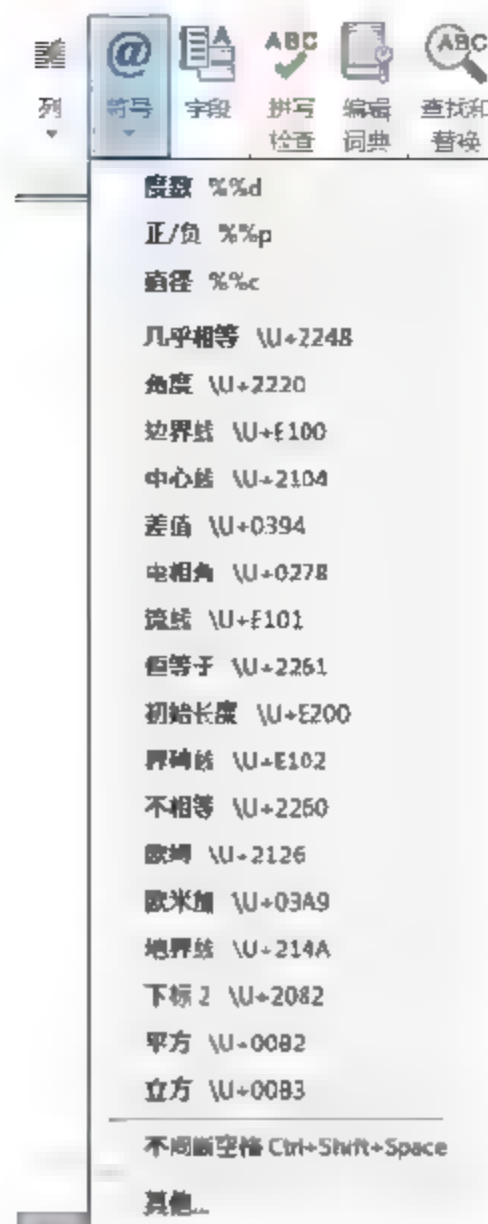 @ ABC ABC
列 符号 字段 拼写 编辑 查找和
检查 词典 替换
度数 %%d
正/负 %%p
直径 %%c
几乎相等 \U+2248
角度 \U+2220
边界线 \U+E100
中心线 \U+2104
差值 \U+0394
电相角 \U+0278
流线 \U+E101
恒等于 \U+2261
初始长度 \U+E200
界碑线 \U+E102
不相等 \U+2260
欧姆 \U+2126
欧米加 \U+03A9
地界线 \U+214A
下标 2 \U+2082
平方 \U+00B2
立方 \U+00B3
不间断空格 Ctrl+Shift+Space
其他...